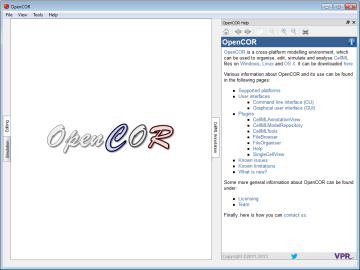 OpenCOR
File View Tools Help
OpenCOR Help
OpenCOR
OpenCOR is a cross-platform modelling environment, which
can be used to organise, edit, simulate and analyse CellML
files on Windows, Linux and OS X. It can be downloaded here.
Various information about OpenCOR and its use can be found
in the following pages:
Supported platforms
User interfaces
Command line interface (CLI)
Graphical user interface (GUI)
Plugins
CellMLAnnotationView
CellMLModelRepository
CellMLTools
FileBrowser
FileOrganiser
Help
SingleCellView
Known issues
Known limitations
What is new?
Some more general information about OpenCOR can be found
under:
Licensing
Team
Finally, here is how you can contact us.
Editing
Simulation
OpenCOR
CellML Annotation
Copyright ©2011-2013
VPR